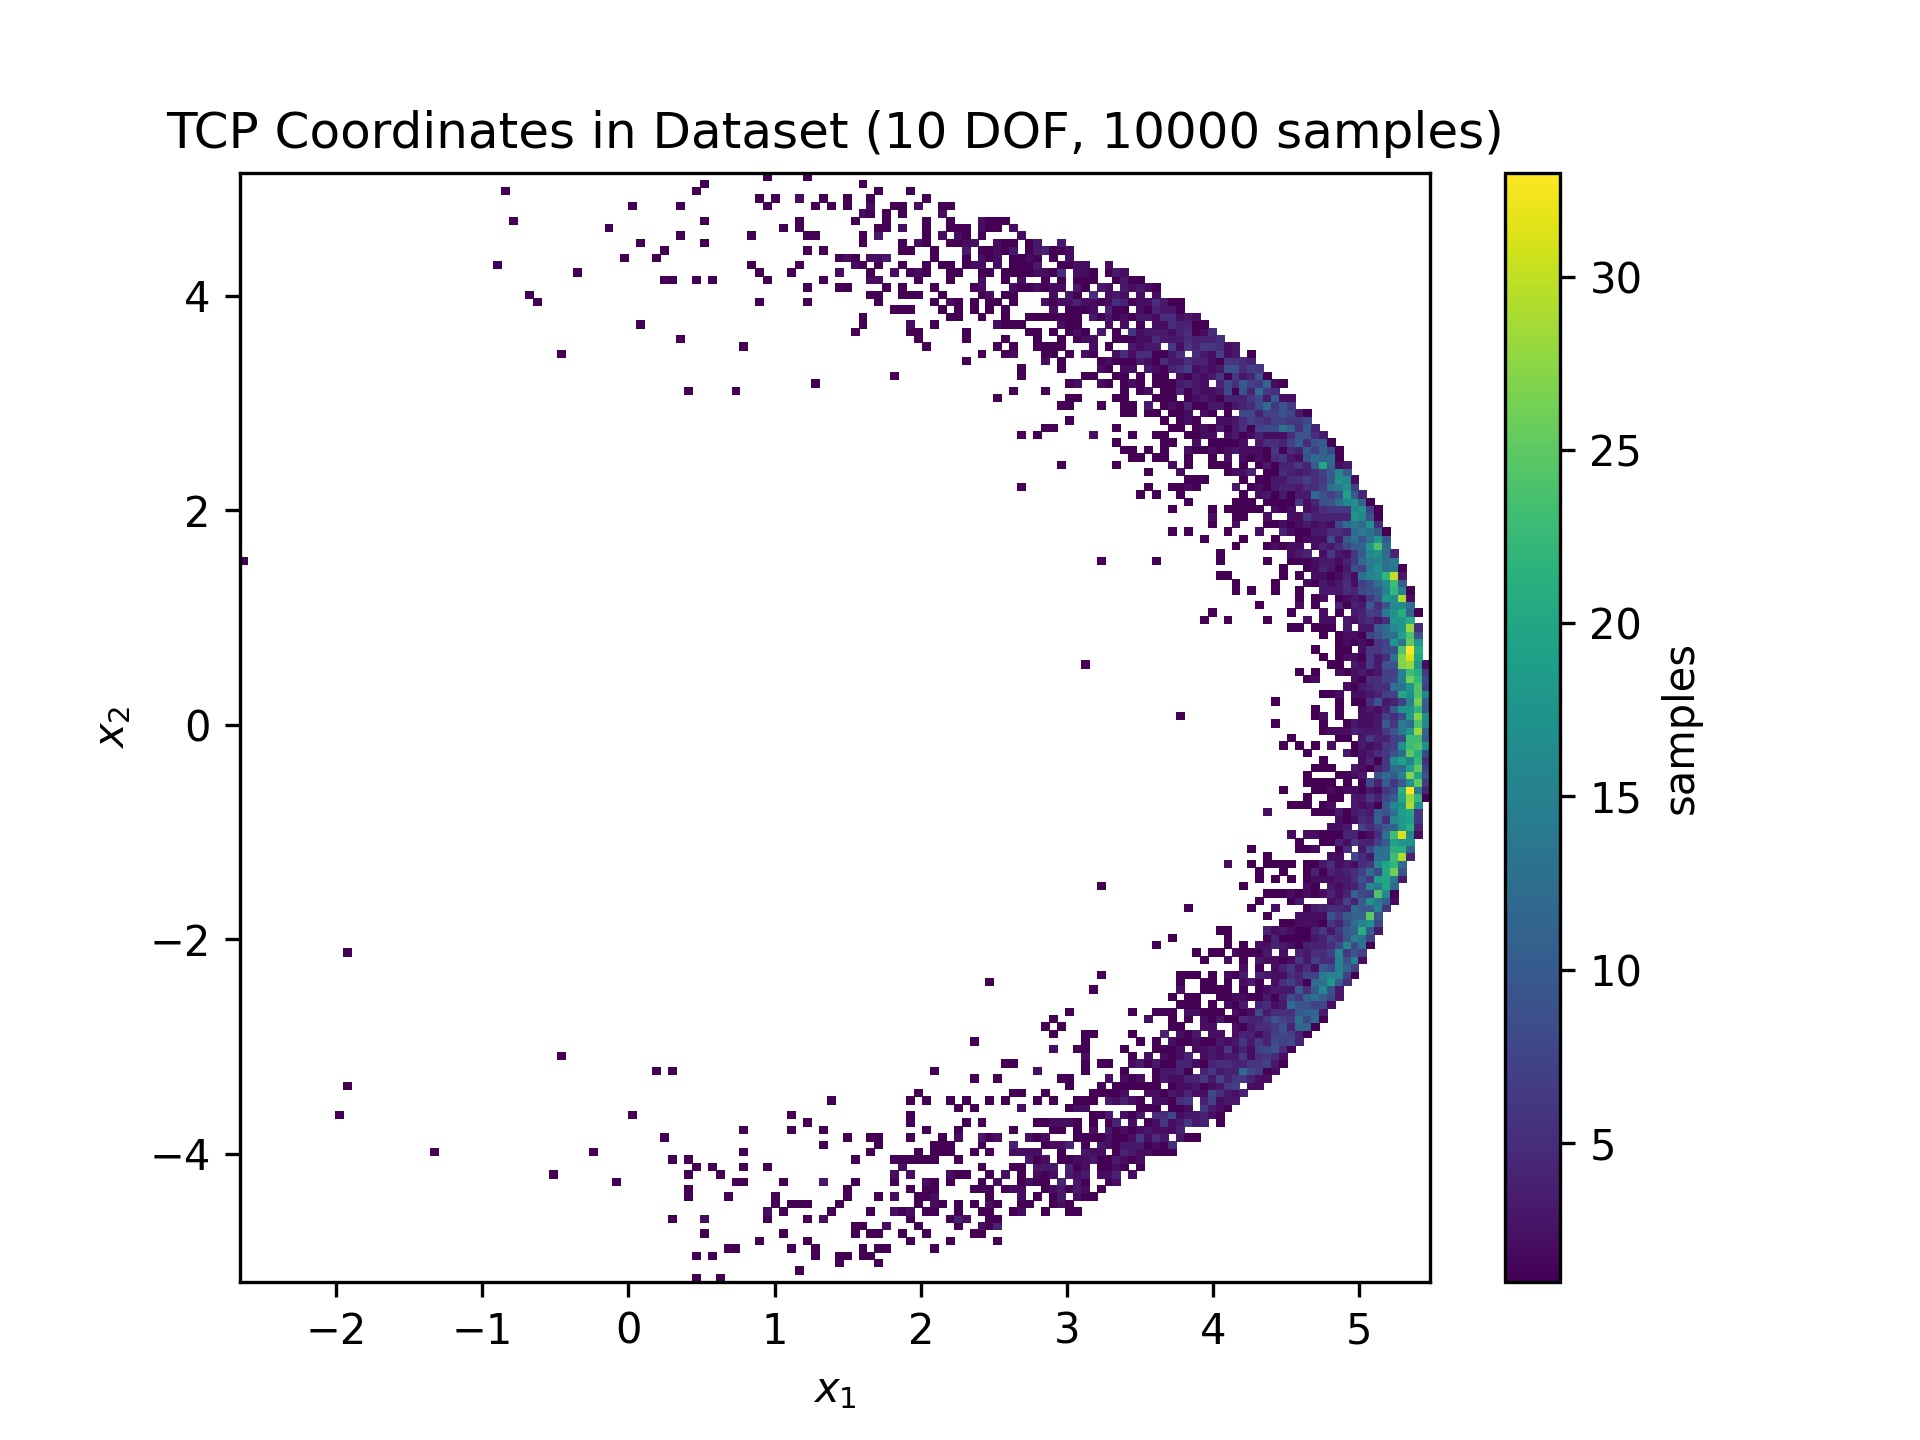 TCP Coordinates in Dataset (10 DOF, 10000 samples)
4
2
0
−2
−4
x₂
−2 −1 0 1 2 3 4 5
x₁
30
25
20
15
10
5
samples